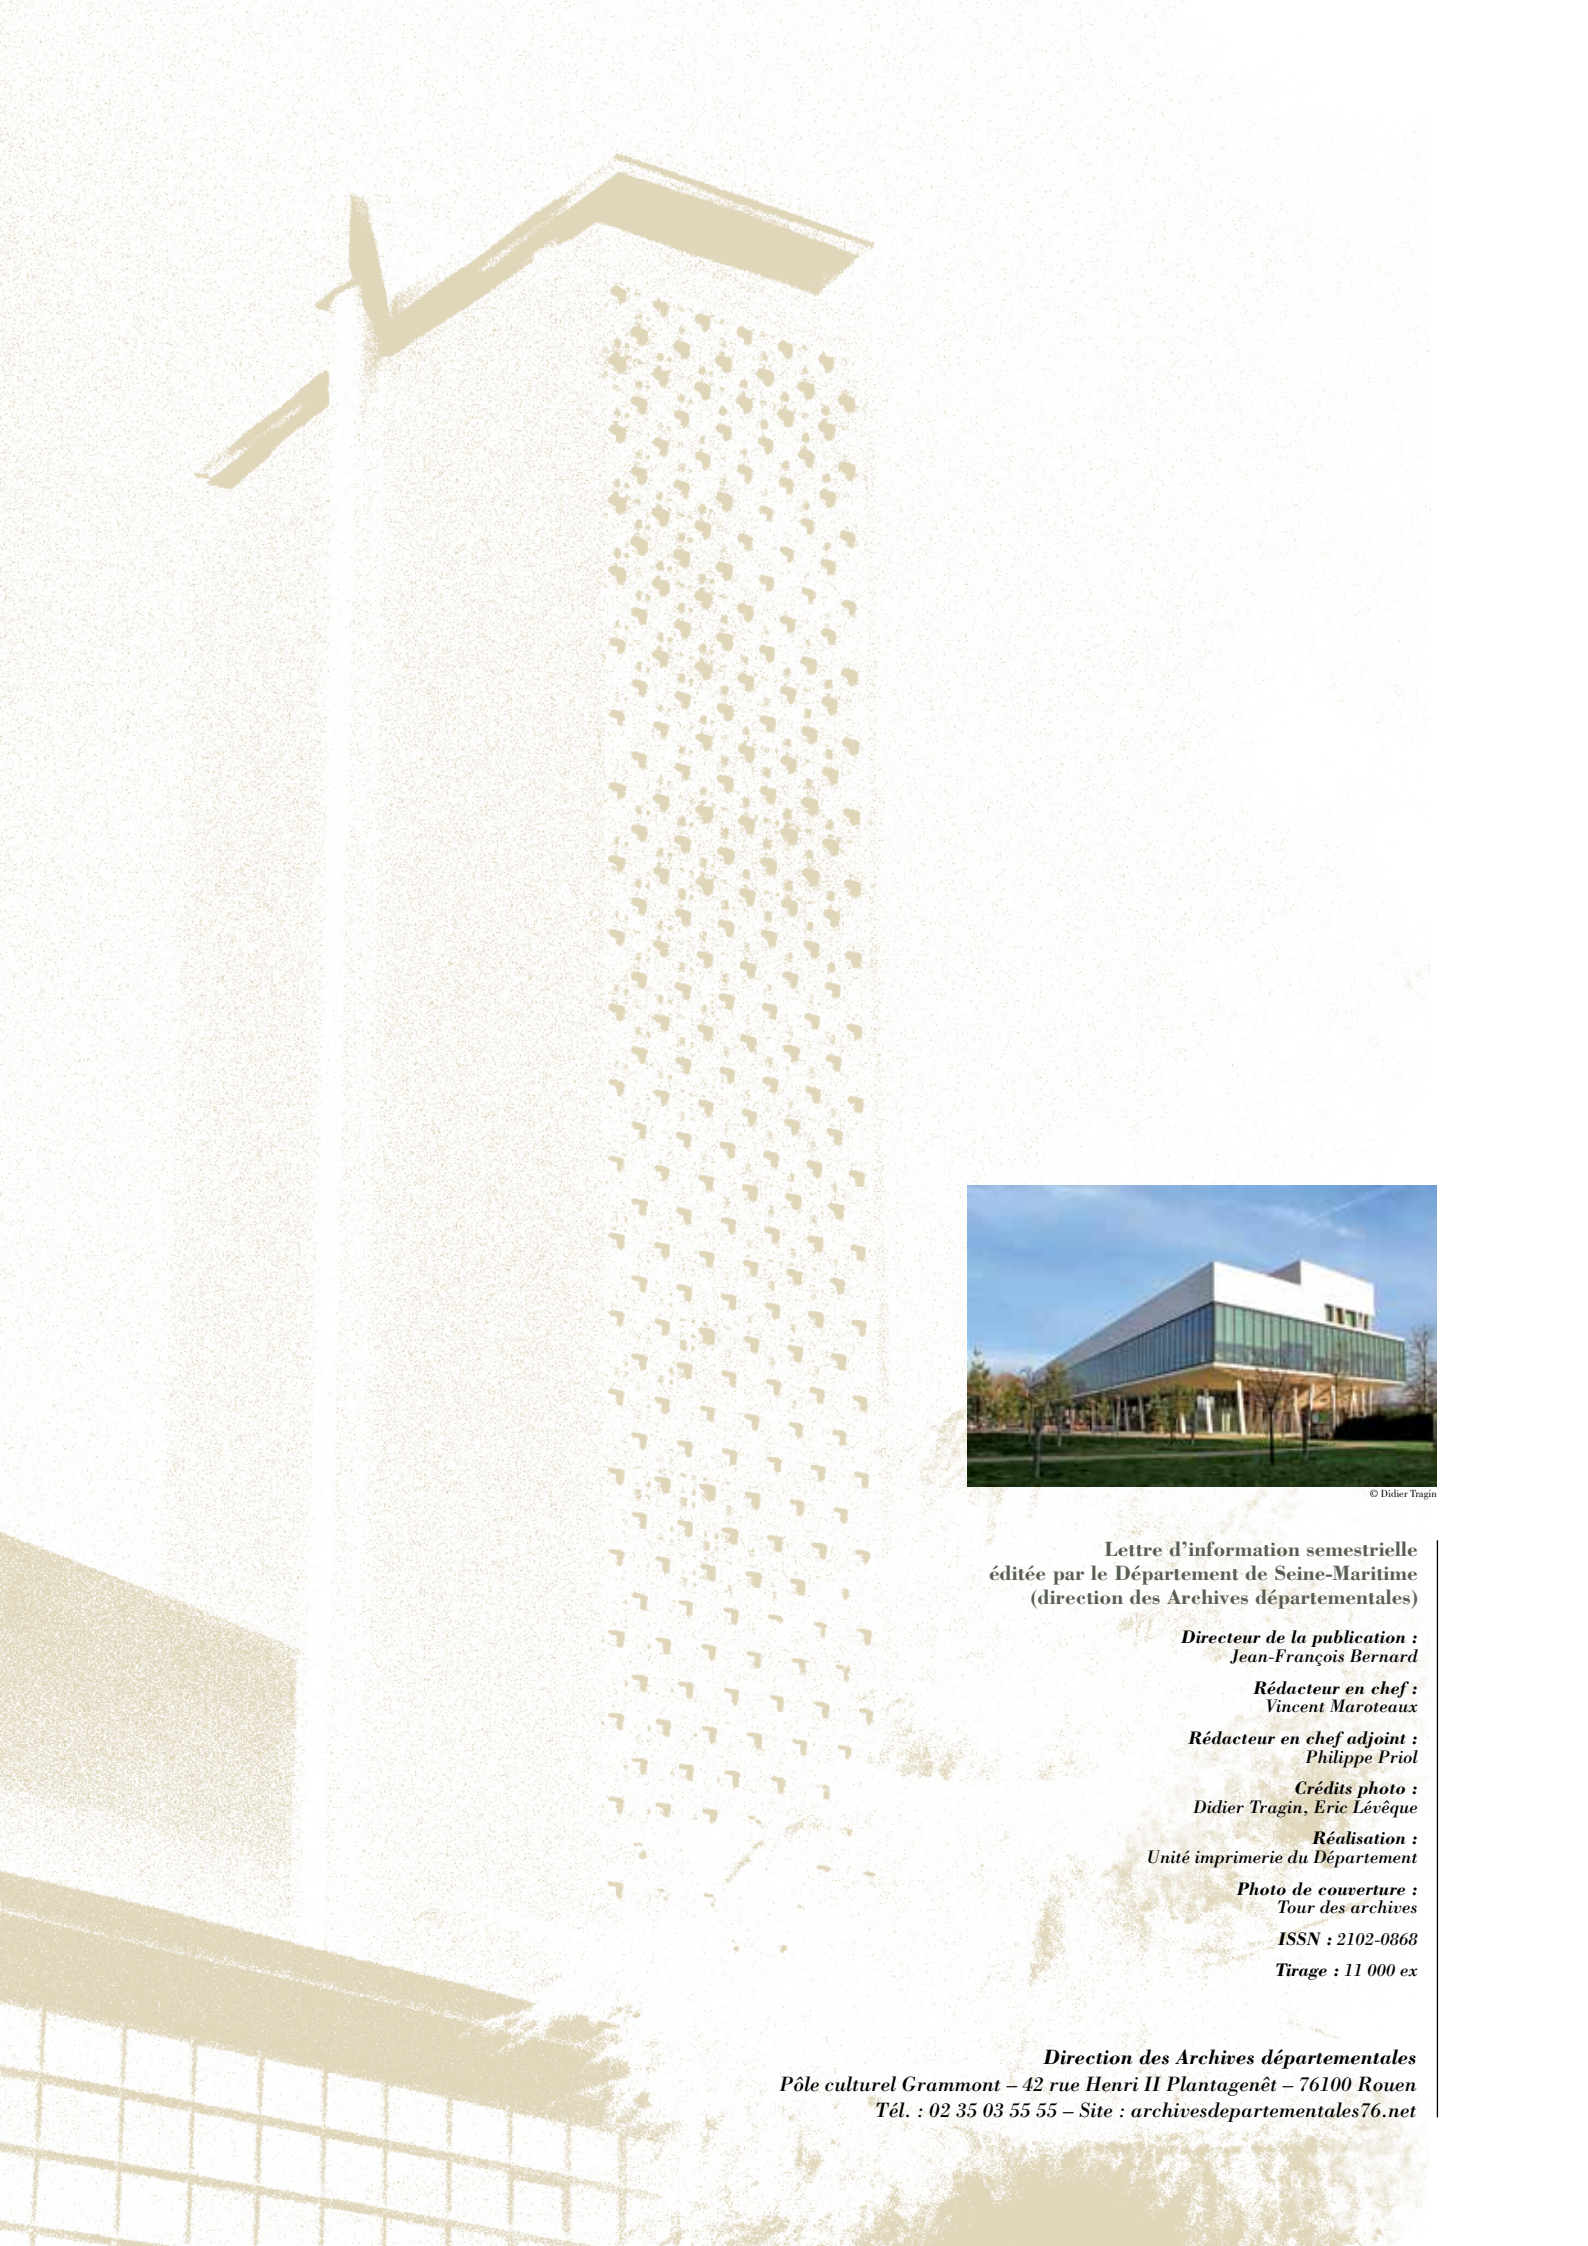 © Didier Tragin
Lettre d’information semestrielle
éditée par le Département de Seine-Maritime
(direction des Archives départementales)
Directeur de la publication :
Jean-François Bernard
Rédacteur en chef :
Vincent Maroteaux
Rédacteur en chef adjoint :
Philippe Priol
Crédits photo :
Didier Tragin, Eric Lévêque
Réalisation :
Unité imprimerie du Département
Photo de couverture :
Tour des archives
ISSN : 2102-0868
Tirage : 11 000 ex
Direction des Archives départementales
Pôle culturel Grammont – 42 rue Henri II Plantagenêt – 76100 Rouen
Tél. : 02 35 03 55 55 – Site : archivesdepartementales76.net